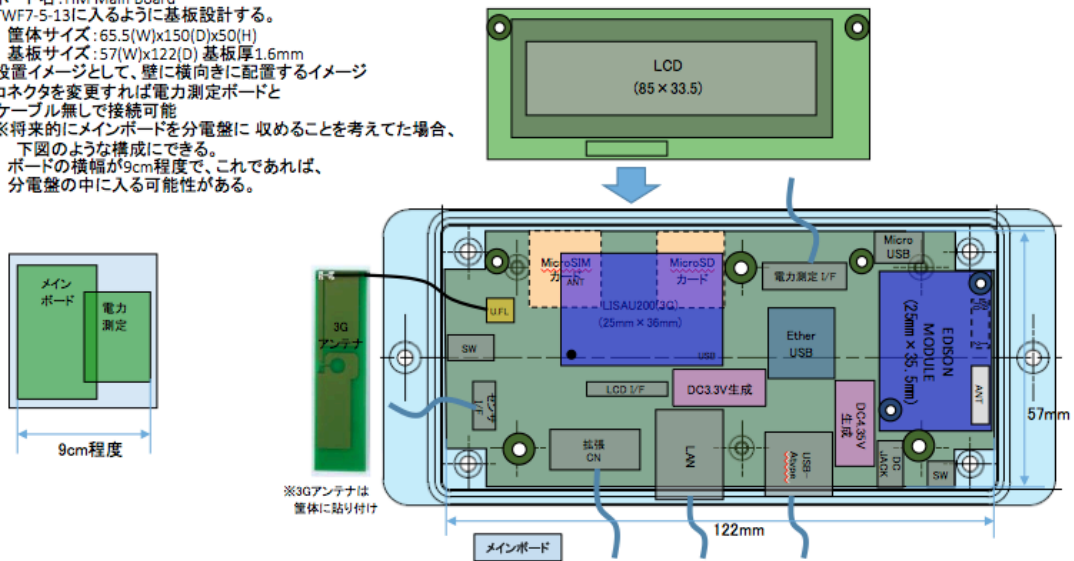 TWF7-5-13に入るように基板設計する。
筐体サイズ:65.5(W)x150(D)x50(H)
基板サイズ:57(W)x122(D) 基板厚1.6mm
設置イメージとして、壁に横向きに配置するイメージ
コネクタを変更すれば電力測定ボードと
ケーブル無しで接続可能
※将来的にメインボードを分電盤に 収めることを考えてた場合、
下図のような構成にできる。
ボードの横幅が9cm程度で、これであれば、
分電盤の中に入る可能性がある。
LCD
(85×33.5)
メイン
ボード
電力
測定
9cm程度
3G
アンテナ
※3Gアンテナは
筐体に貼り付け
MicroSIM
カード
ANT
MicroSD
カード
LISAU200(3G)
(25mm×36mm)
USB
U.FL
SW
センサ
I/F
電力測定 I/F
Micro
USB
Ether
USB
EDISON
MODULE
(25mm×35.5mm)
ANT
LCD I/F
DC3.3V生成
DC4.35V
生成
拡張
CN
LAN
USB-
Atype
DC
JACK
SW
57mm
122mm
メインボード